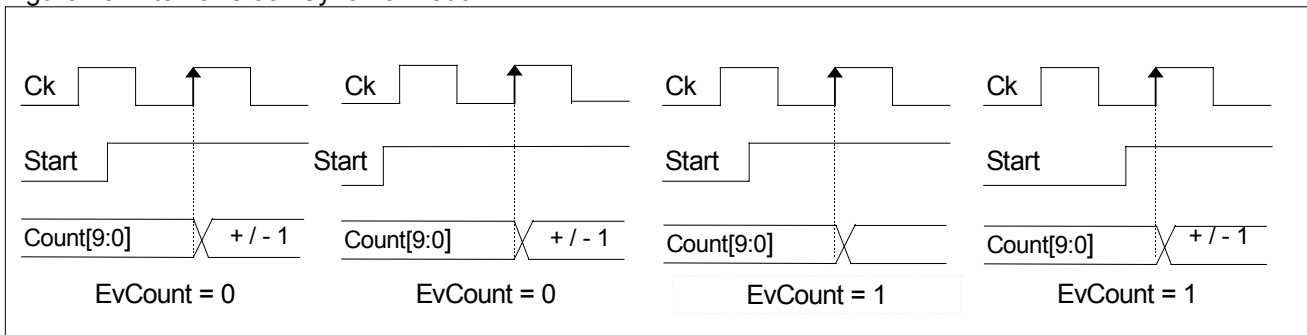 Ck
Start
Count[9:0]
+ / - 1
EvCount = 0
Ck
Start
Count[9:0]
+ / - 1
EvCount = 0
Ck
Start
Count[9:0]
EvCount = 1
Ck
Start
Count[9:0]
+ / - 1
EvCount = 1